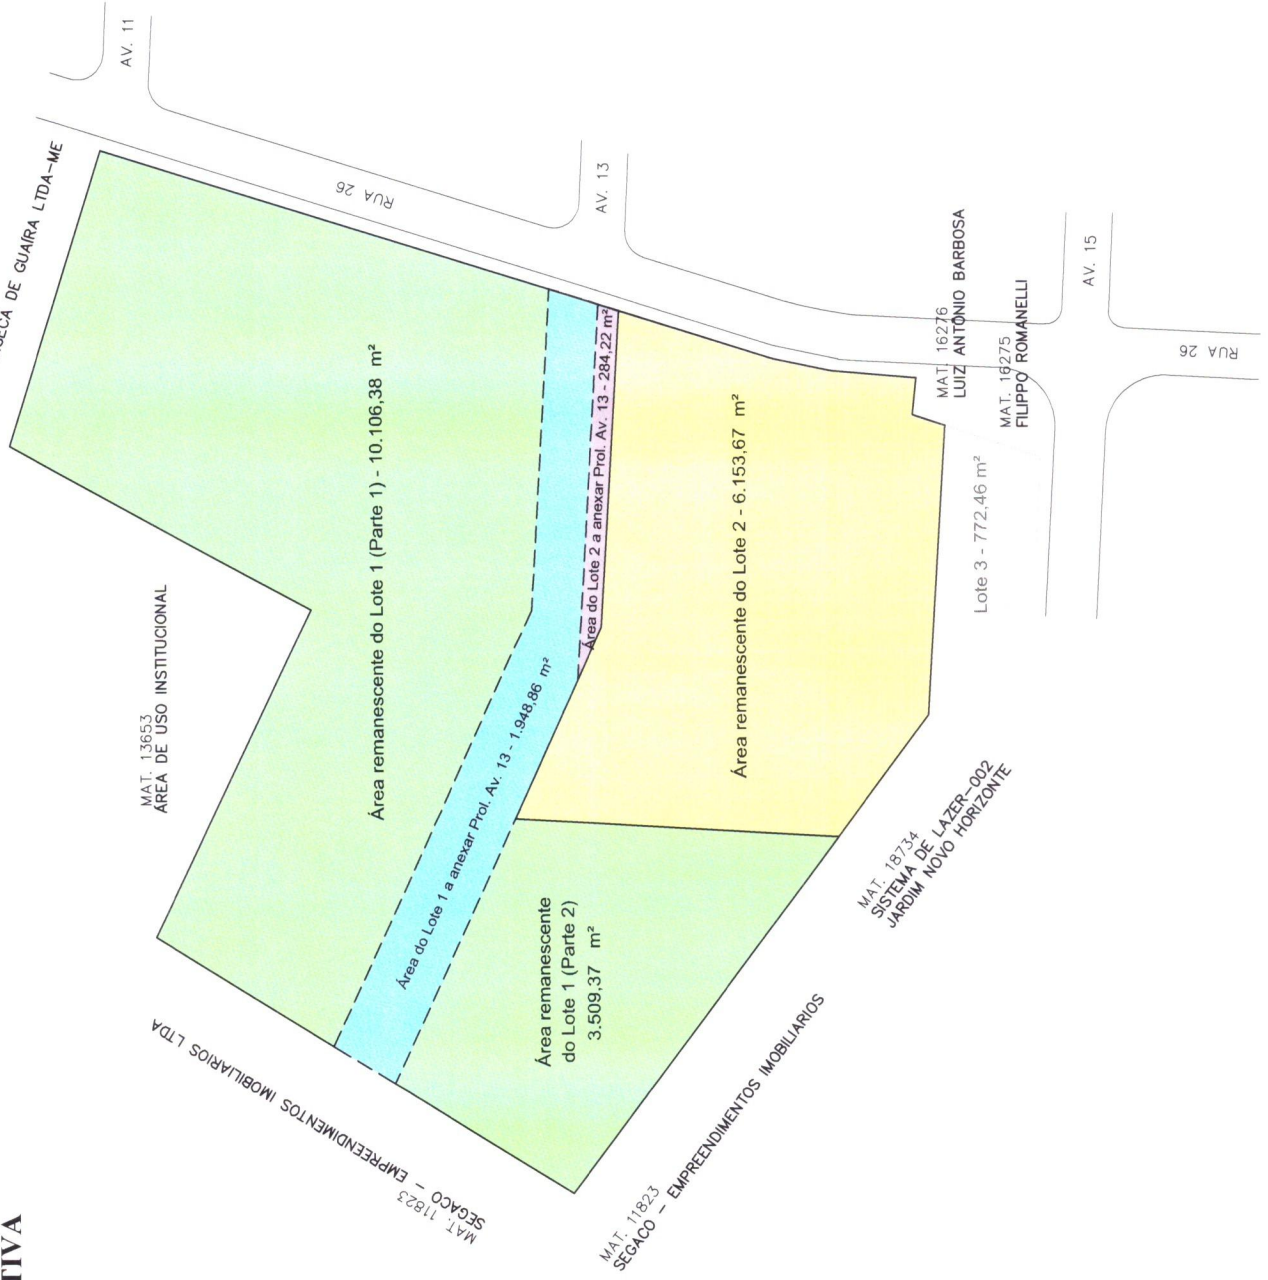 AV. 11
DE GUAÍRA LTDA-ME
RUA 26
AV. 13
MAT. 13653
ÁREA DE USO INSTITUCIONAL
Área remanescente do Lote 1 (Parte 1) - 10.106,38 m²
Área do Lote 1 a anexar Prol. Av. 13 - 1.948,86 m²
Área do Lote 2 a anexar Prol. Av. 13 - 284,22 m²
Área remanescente do Lote 2 - 6.153,67 m²
Área remanescente
do Lote 1 (Parte 2)
3.509,37 m²
MAT. 16276
LUIZ ANTÔNIO BARBOSA
MAT. 16275
FILIPPO ROMANELLI
AV. 15
RUA 26
Lote 3 - 772,46 m²
MAT. 18734
SISTEMA DE LAZER-002
JARDIM NOVO HORIZONTE
MAT. 11823
SEGACO - EMPREENDIMENTOS IMOBILIARIOS LTDA
MAT. 11823
SEGACO - EMPREENDIMENTOS IMOBILIARIOS
TIVA